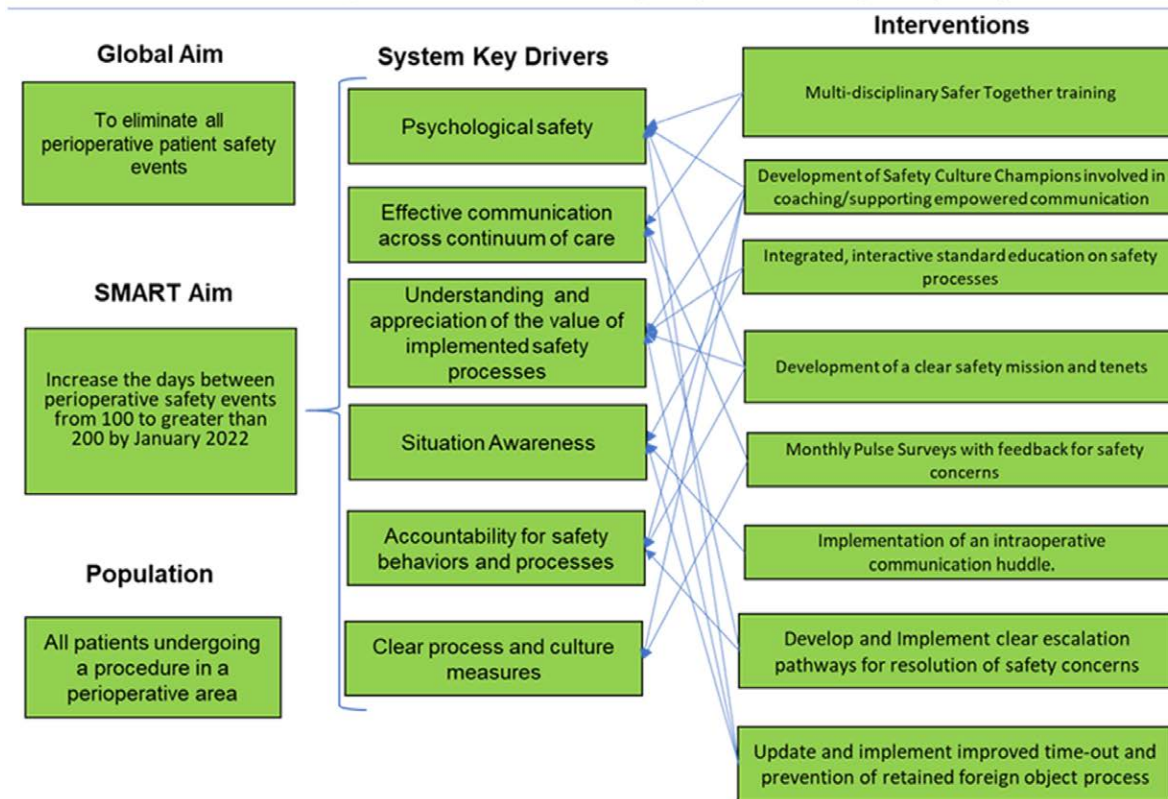 Global Aim
To eliminate all
perioperative patient safety
events
SMART Aim
Increase the days between
perioperative safety events
from 100 to greater than
200 by January 2022
Population
All patients undergoing
a procedure in a
perioperative area
System Key Drivers
Psychological safety
Effective communication
across continuum of care
Understanding and
appreciation of the value of
implemented safety
processes
Situation Awareness
Accountability for safety
behaviors and processes
Clear process and culture
measures
Interventions
Multi-disciplinary Safer Together training
Development of Safety Culture Champions involved in
coaching/supporting empowered communication
Integrated, interactive standard education on safety
processes
Development of a clear safety mission and tenets
Monthly Pulse Surveys with feedback for safety
concerns
Implementation of an intraoperative
communication huddle.
Develop and Implement clear escalation
pathways for resolution of safety concerns
Update and implement improved time-out and
prevention of retained foreign object process